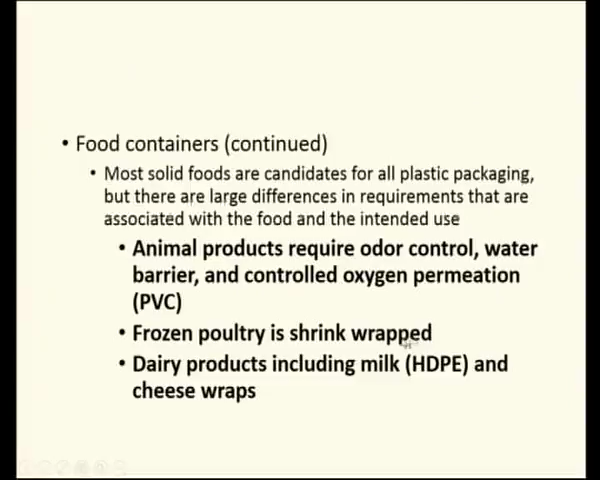 • Food containers (continued)
• Most solid foods are candidates for all plastic packaging,
but there are large differences in requirements that are
associated with the food and the intended use
• Animal products require odor control, water
barrier, and controlled oxygen permeation
(PVC)
• Frozen poultry is shrink wrapped
• Dairy products including milk (HDPE) and
cheese wraps